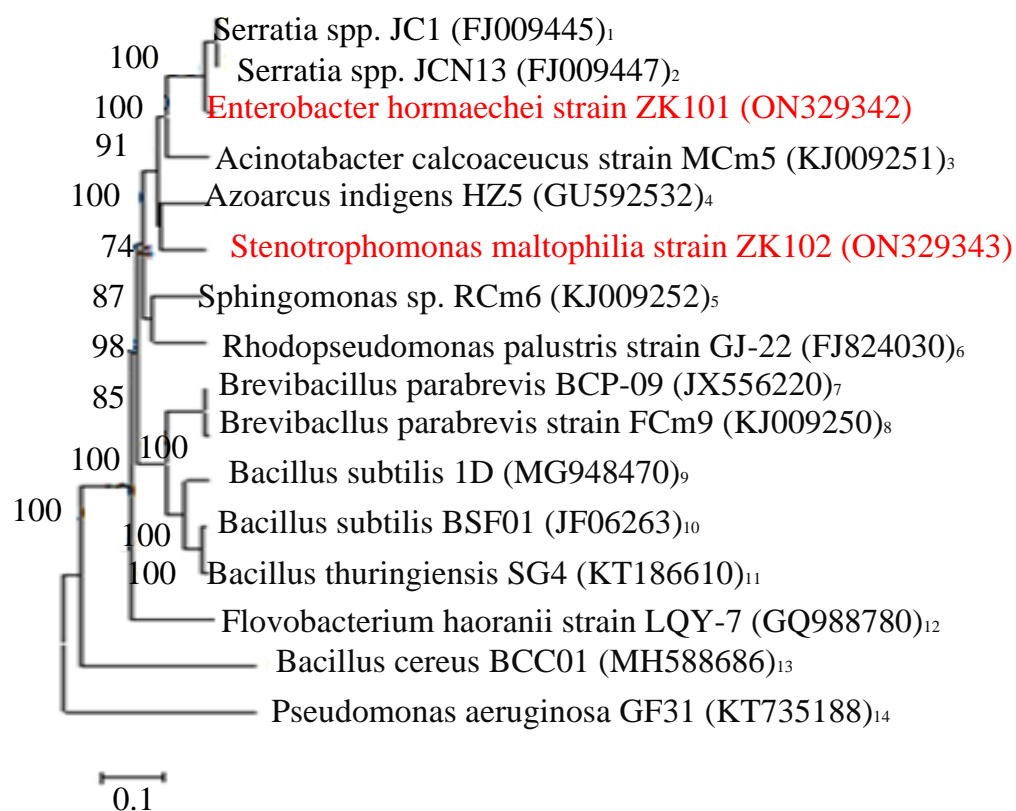 Serratia spp. JC1 (FJ009445)1
100
Serratia spp. JCN13 (FJ009447)2
100
Enterobacter hormaechei strain ZK101 (ON329342)
91
Acinotabacter calcoaceucus strain MCm5 (KJ009251)3
100
Azoarcus indigens HZ5 (GU592532)4
74
Stenotrophomonas maltophilia strain ZK102 (ON329343)
87
Sphingomonas sp. RCm6 (KJ009252)5
98
Rhodopseudomonas palustris strain GJ-22 (FJ824030)6
Brevibacillus parabrevis BCP-09 (JX556220)7
85
Brevibacllus parabrevis strain FCm9 (KJ009250)8
100
100
Bacillus subtilis 1D (MG948470)9
100
Bacillus subtilis BSF01 (JF06263)10
100
100
Bacillus thuringiensis SG4 (KT186610)11
Flovobacterium haoranii strain LQY-7 (GQ988780)12
Bacillus cereus BCC01 (MH588686)13
Pseudomonas aeruginosa GF31 (KT735188)14
0.1